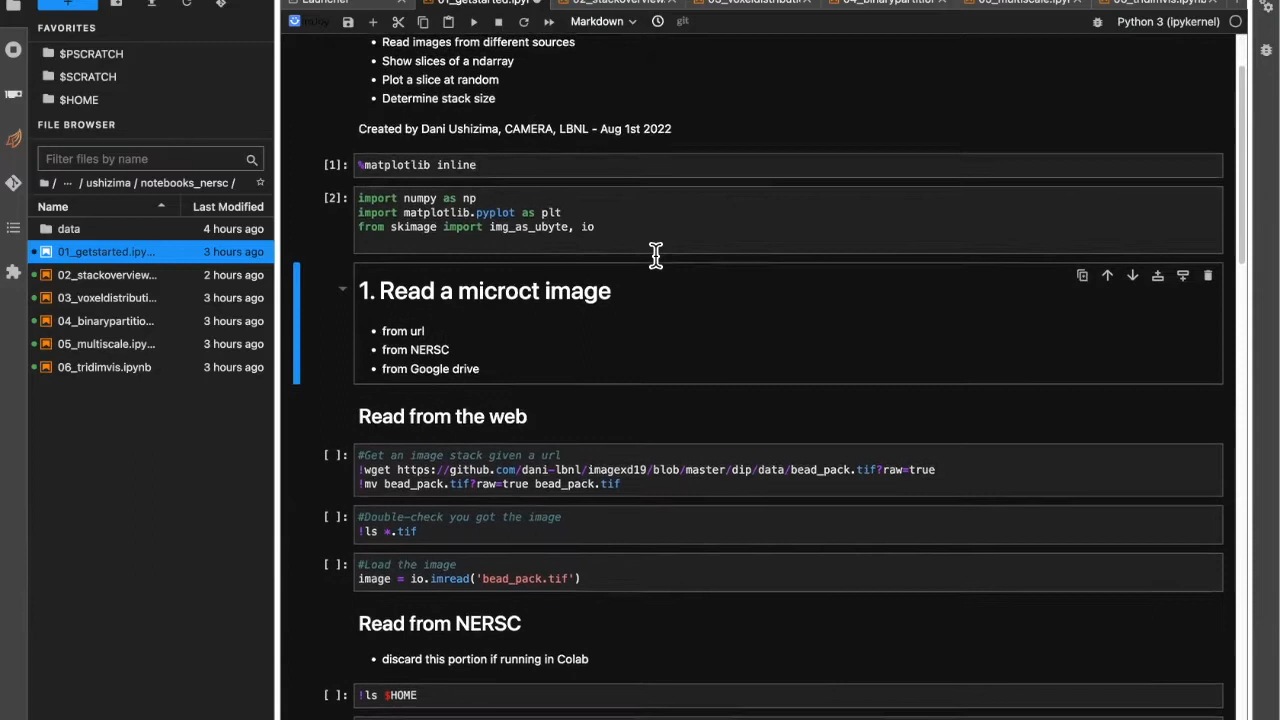 Markdown
git
Python 3 (ipykernel)
FAVORITES
$PSCRATCH
$SCRATCH
$HOME
FILE BROWSER
Filter files by name
/ ··· / ushizima / notebooks_nersc /
Name Last Modified
data 4 hours ago
01_getstarted.ipy... 3 hours ago
02_stackoverview... 2 hours ago
03_voxeldistributi... 3 hours ago
04_binarypartitio... 3 hours ago
05_multiscale.ipy... 3 hours ago
06_tridimvis.ipynb 3 hours ago
• Read images from different sources
• Show slices of a ndarray
• Plot a slice at random
• Determine stack size
Created by Dani Ushizima, CAMERA, LBNL - Aug 1st 2022
[1]: %matplotlib inline
[2]: import numpy as np
import matplotlib.pyplot as plt
from skimage import img_as_ubyte, io
1. Read a microct image
• from url
• from NERSC
• from Google drive
Read from the web
[ ]: #Get an image stack given a url
!wget https://github.com/dani-lbnl/imagexd19/blob/master/dip/data/bead_pack.tif?raw=true
!mv bead_pack.tif?raw=true bead_pack.tif
[ ]: #Double-check you got the image
!ls *.tif
[ ]: #Load the image
image = io.imread('bead_pack.tif')
Read from NERSC
• discard this portion if running in Colab
[ ]: !ls $HOME